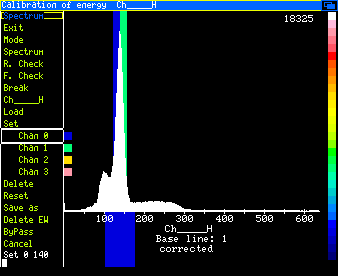 Calibration of energy Ch_____H
Spectrum
18325
Exit
Mode
Spectrum
R. Check
F. Check
Break
Ch_____H
Load
Set
Chan 0
Chan 1
Chan 2
Chan 3
Delete
Reset
Save as
Delete EW
ByPass
Cancel
Set 0 140
100 200 300 400 500 600
Ch_____H
Base line: 1
corrected